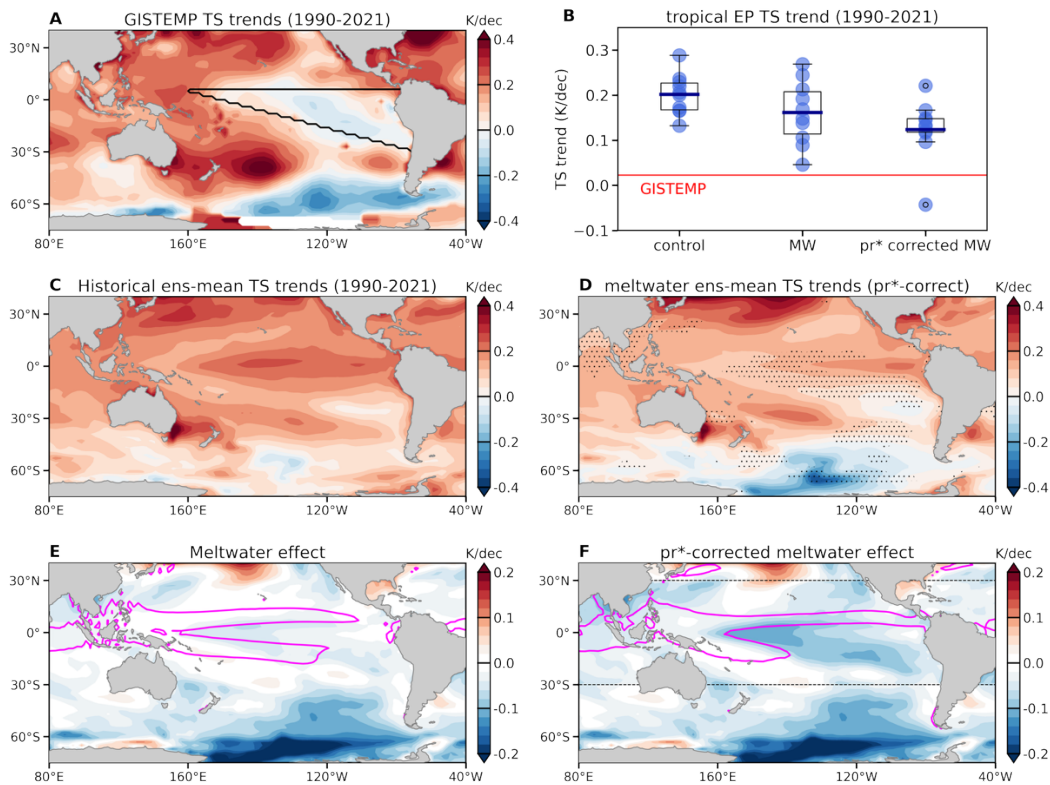 A GISTEMP TS trends (1990-2021) K/dec
30°N
0°
30°S
60°S
80°E 160°E 120°W 40°W
0.4
0.2
0.0
-0.2
-0.4
B tropical EP TS trend (1990-2021)
TS trend (K/dec)
0.3
0.2
0.1
0.0
−0.1
GISTEMP
control MW pr* corrected MW
C Historical ens-mean TS trends (1990-2021) K/dec
30°N
0°
30°S
60°S
80°E 160°E 120°W 40°W
0.4
0.2
0.0
-0.2
-0.4
D meltwater ens-mean TS trends (pr*-correct) K/dec
30°N
0°
30°S
60°S
80°E 160°E 120°W 40°W
0.4
0.2
0.0
-0.2
-0.4
E Meltwater effect K/dec
30°N
0°
30°S
60°S
80°E 160°E 120°W 40°W
0.2
0.1
0.0
-0.1
-0.2
F pr*-corrected meltwater effect K/dec
30°N
0°
30°S
60°S
80°E 160°E 120°W 40°W
0.2
0.1
0.0
-0.1
-0.2